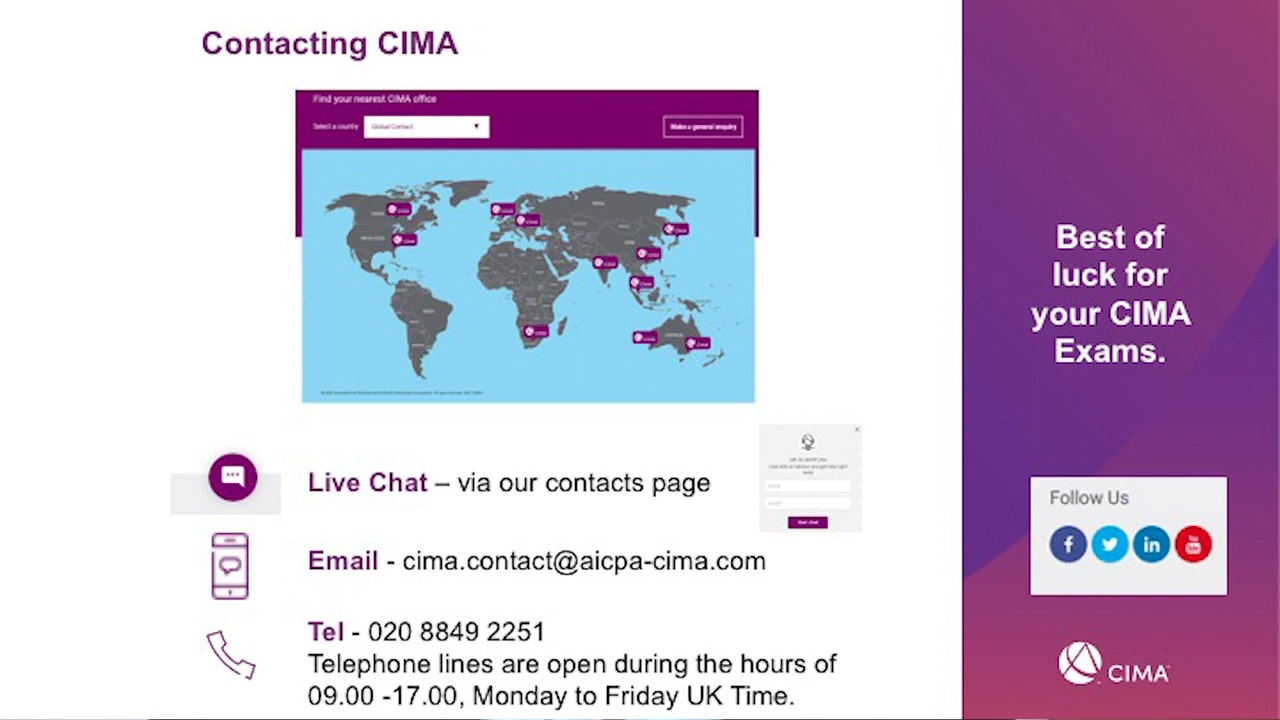 Contacting CIMA
Find your nearest CIMA office
Select a country
Global Contact
Make a general enquiry
Live Chat – via our contacts page
Email - cima.contact@aicpa-cima.com
Tel - 020 8849 2251
Telephone lines are open during the hours of
09.00 -17.00, Monday to Friday UK Time.
Best of
luck for
your CIMA
Exams.
Follow Us
CIMA